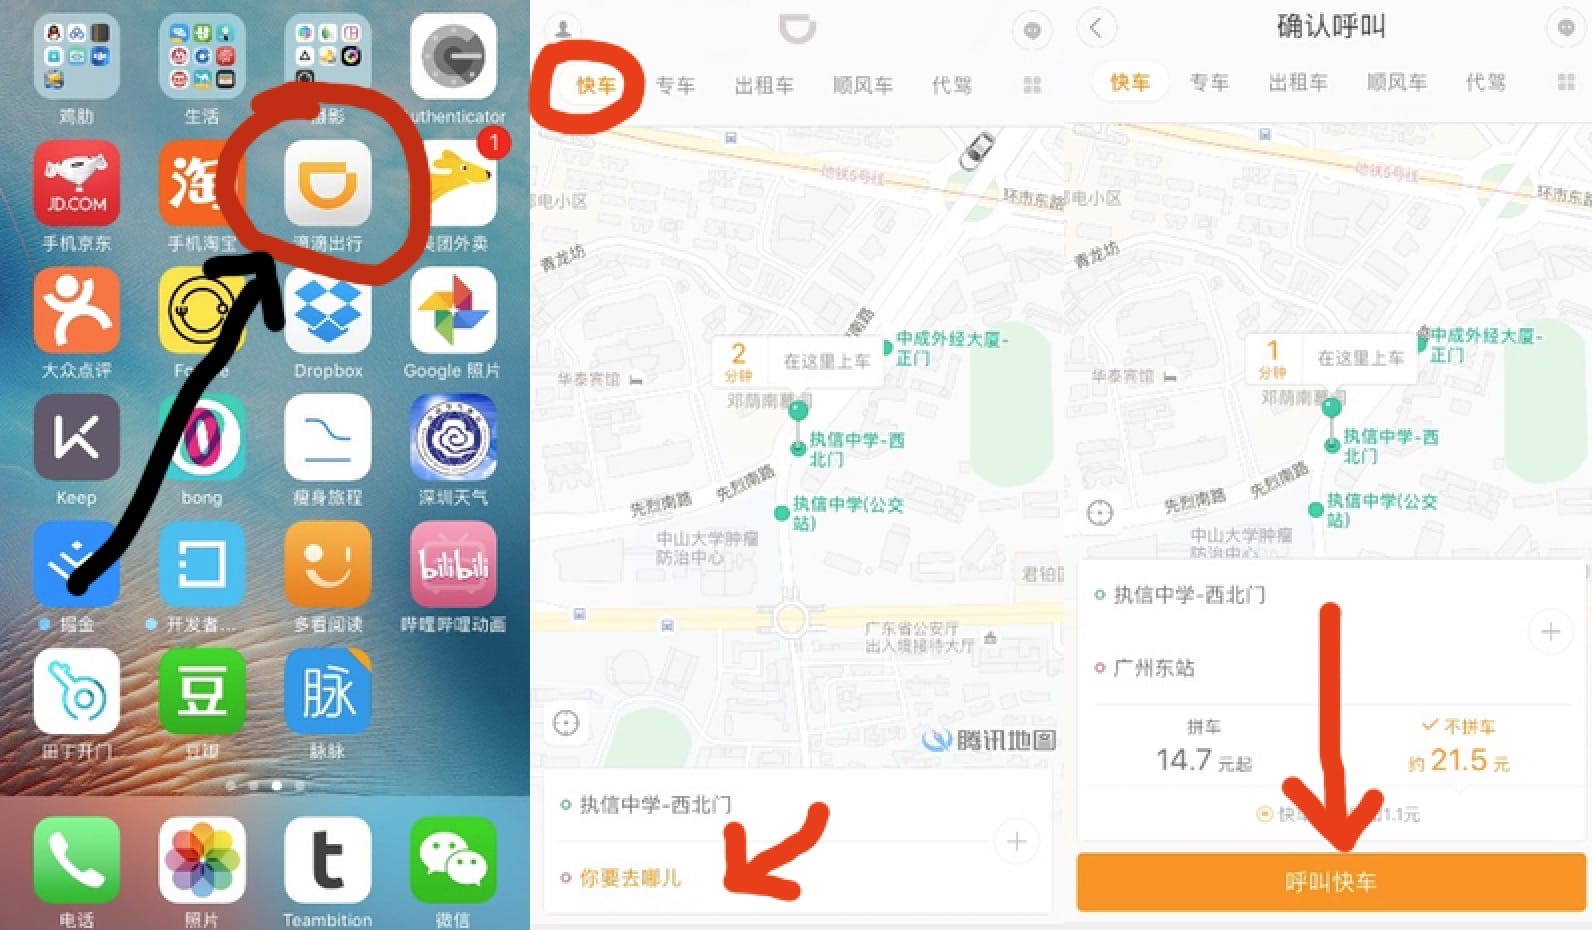 鸡肋
生活
摄影
uthenticator
JD.COM
手机京东
淘
手机淘宝
滴滴出行
1
美团外卖
大众点评
Dropbox
Google 照片
Keep
bong
瘦身旅程
深圳天气
掘金
开发者...
多看阅读
bilibili
哔哩哔哩动画
田丁开门
豆
豆瓣
脉
脉脉
电话
照片
t
Teambition
微信
快车
专车
出租车
顺风车
代驾
地铁5号线
环市东路
邮电小区
青龙坊
南路
中成外经大厦-
正门
2
分钟
在这里上车
华泰宾馆
邓荫南墓
执信中学-西
北门
先烈南路
先烈南路
执信中学(公交
站)
中山大学肿瘤
防治中心
君铂
广东省公安厅
出入境接待大厅
腾讯地图
执信中学-西北门
你要去哪儿
确认呼叫
快车
专车
出租车
顺风车
代驾
地铁5号线
环市东路
邮电小区
青龙坊
中成外经大厦-
正门
1
分钟
在这里上车
华泰宾馆
邓荫南墓
执信中学-西
北门
先烈南路
先烈南路
执信中学(公交
站)
中山大学肿瘤
防治中心
执信中学-西北门
广州东站
拼车
14.7 元起
不拼车
约 21.5 元
快车
1.1元
呼叫快车